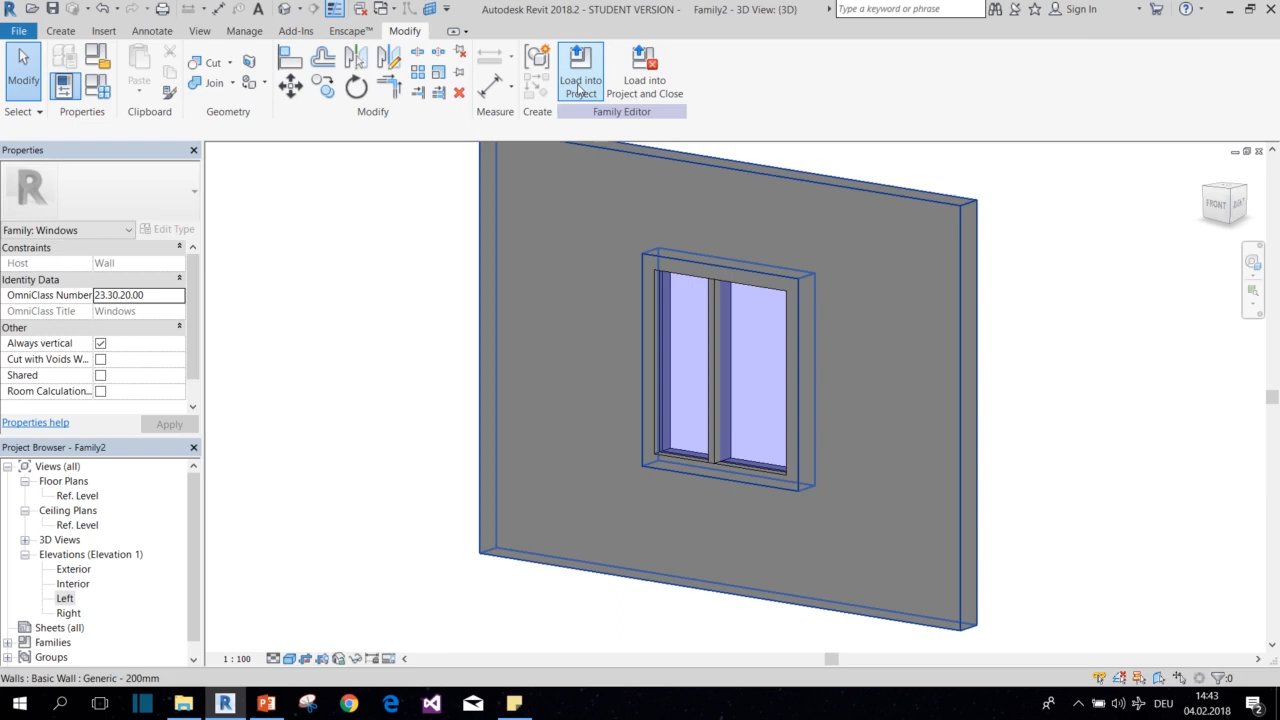 Autodesk Revit 2018.2 - STUDENT VERSION - Family2 - 3D View: {3D}
Type a keyword or phrase
Sign In
File Create Insert Annotate View Manage Add-Ins Enscape™ Modify
Modify
Paste
Cut
Join
Load into Project
Load into Project and Close
Select
Properties
Clipboard
Geometry
Modify
Measure
Create
Family Editor
Properties
Family: Windows
Edit Type
Constraints
Host Wall
Identity Data
OmniClass Number 23.30.20.00
OmniClass Title Windows
Other
Always vertical
Cut with Voids W...
Shared
Room Calculation...
Properties help
Apply
Project Browser - Family2
Views (all)
Floor Plans
Ref. Level
Ceiling Plans
Ref. Level
3D Views
Elevations (Elevation 1)
Exterior
Interior
Left
Right
Sheets (all)
Families
Groups
FRONT
1 : 100
Walls : Basic Wall : Generic - 200mm
:0
DEU
14:43
04.02.2018
2